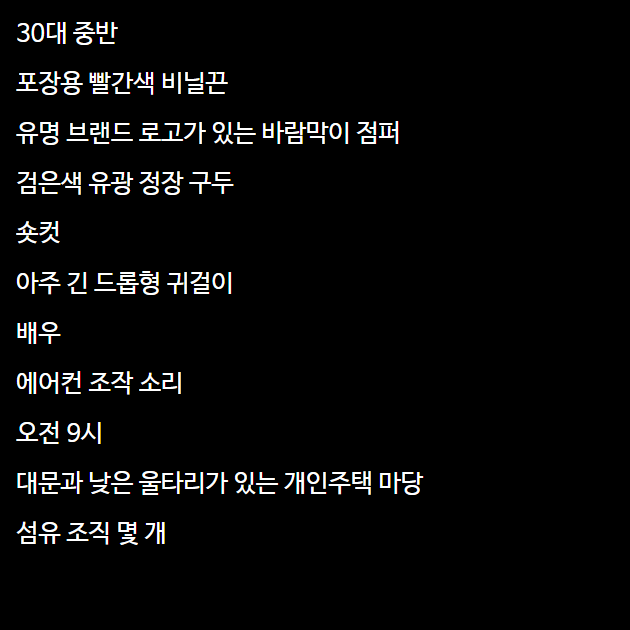 30대 중반
포장용 빨간색 비닐끈
유명 브랜드 로고가 있는 바람막이 점퍼
검은색 유광 정장 구두
숏컷
아주 긴 드롭형 귀걸이
배우
에어컨 조작 소리
오전 9시
대문과 낮은 울타리가 있는 개인주택 마당
섬유 조직 몇 개